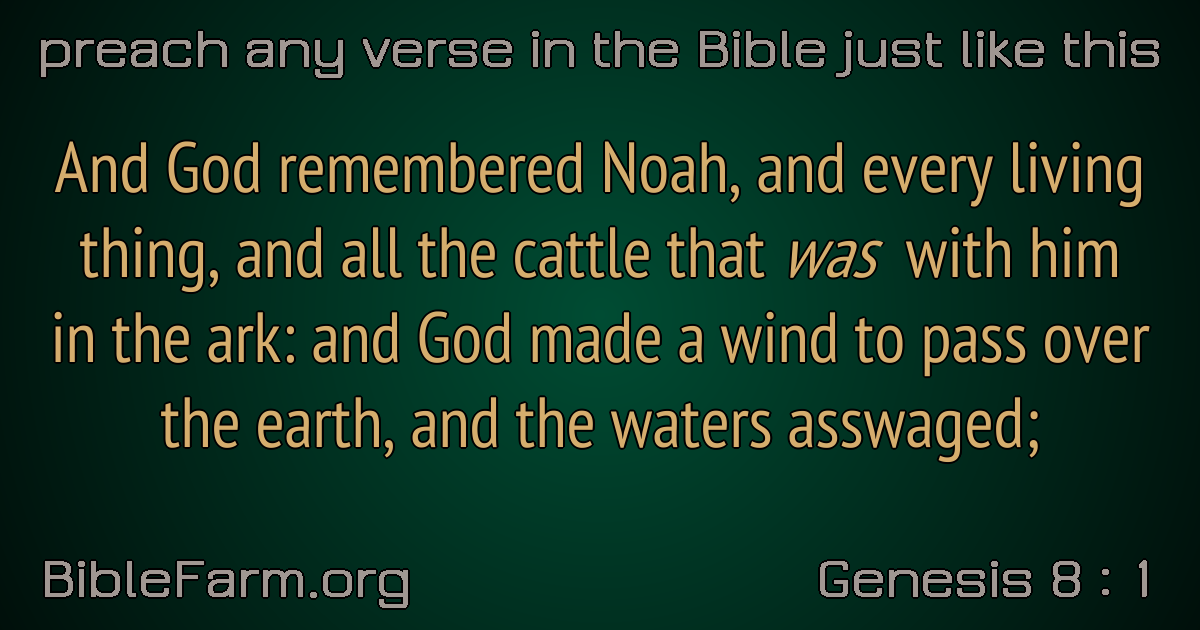 preach any verse in the Bible just like this
And God remembered Noah, and every living
thing, and all the cattle that was with him
in the ark: and God made a wind to pass over
the earth, and the waters asswaged;
BibleFarm.org
Genesis 8 : 1